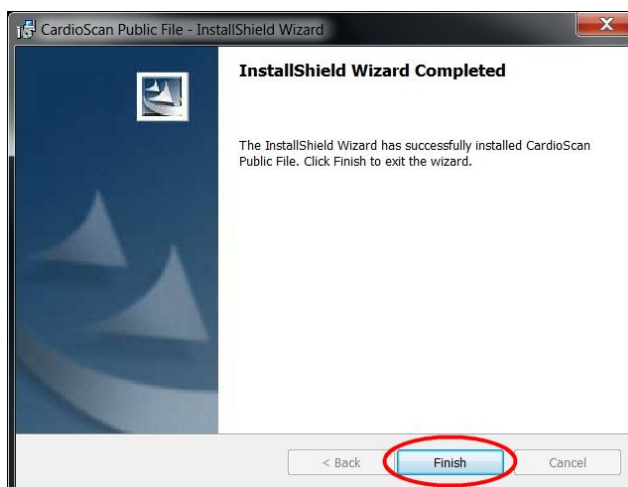 CardioScan Public File - InstallShield Wizard
InstallShield Wizard Completed
The InstallShield Wizard has successfully installed CardioScan
Public File. Click Finish to exit the wizard.
< Back Finish Cancel